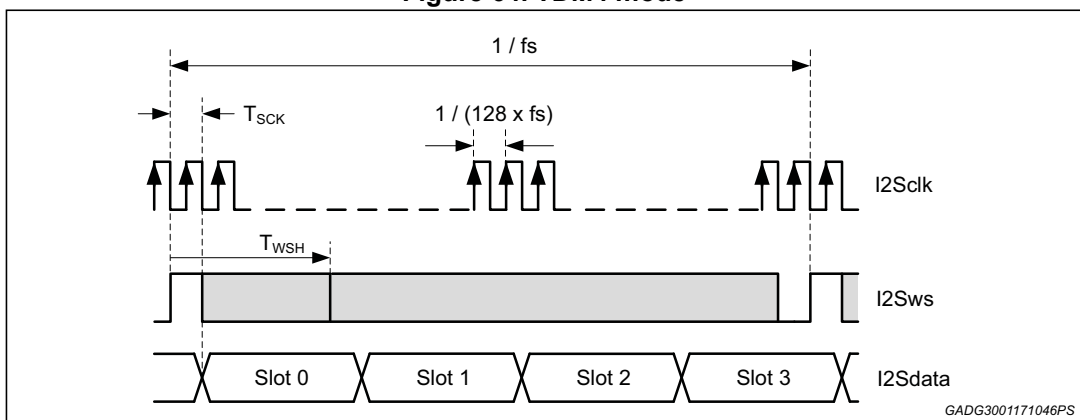 Figure TDM4 mode
1 / fs
TSCK
1 / (128 x fs)
I2Sclk
TWSH
I2Sws
Slot 0 Slot 1 Slot 2 Slot 3 I2Sdata
GADG3001171046PS